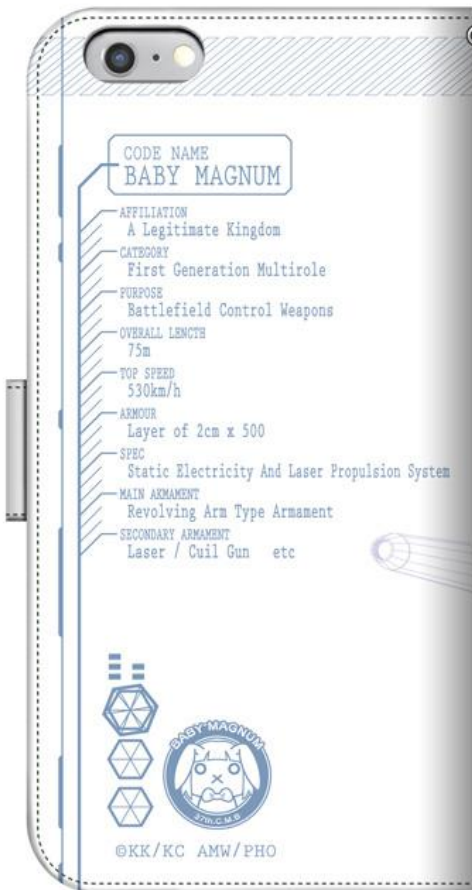 CODE NAME
BABY MAGNUM
AFFILIATION
A Legitimate Kingdom
CATEGORY
First Generation Multirole
PURPOSE
Battlefield Control Weapons
OVERALL LENGTH
75m
TOP SPEED
530km/h
ARMOUR
Layer of 2cm x 500
SPEC
Static Electricity And Laser Propulsion System
MAIN AKMAMENT
Revolving Arm Type Armament
SECONDARY ARMAMENT
Laser / Cuil Gun etc
BABY MAGNUM
37th.C.M.B
©KK/KC AMW/PHO